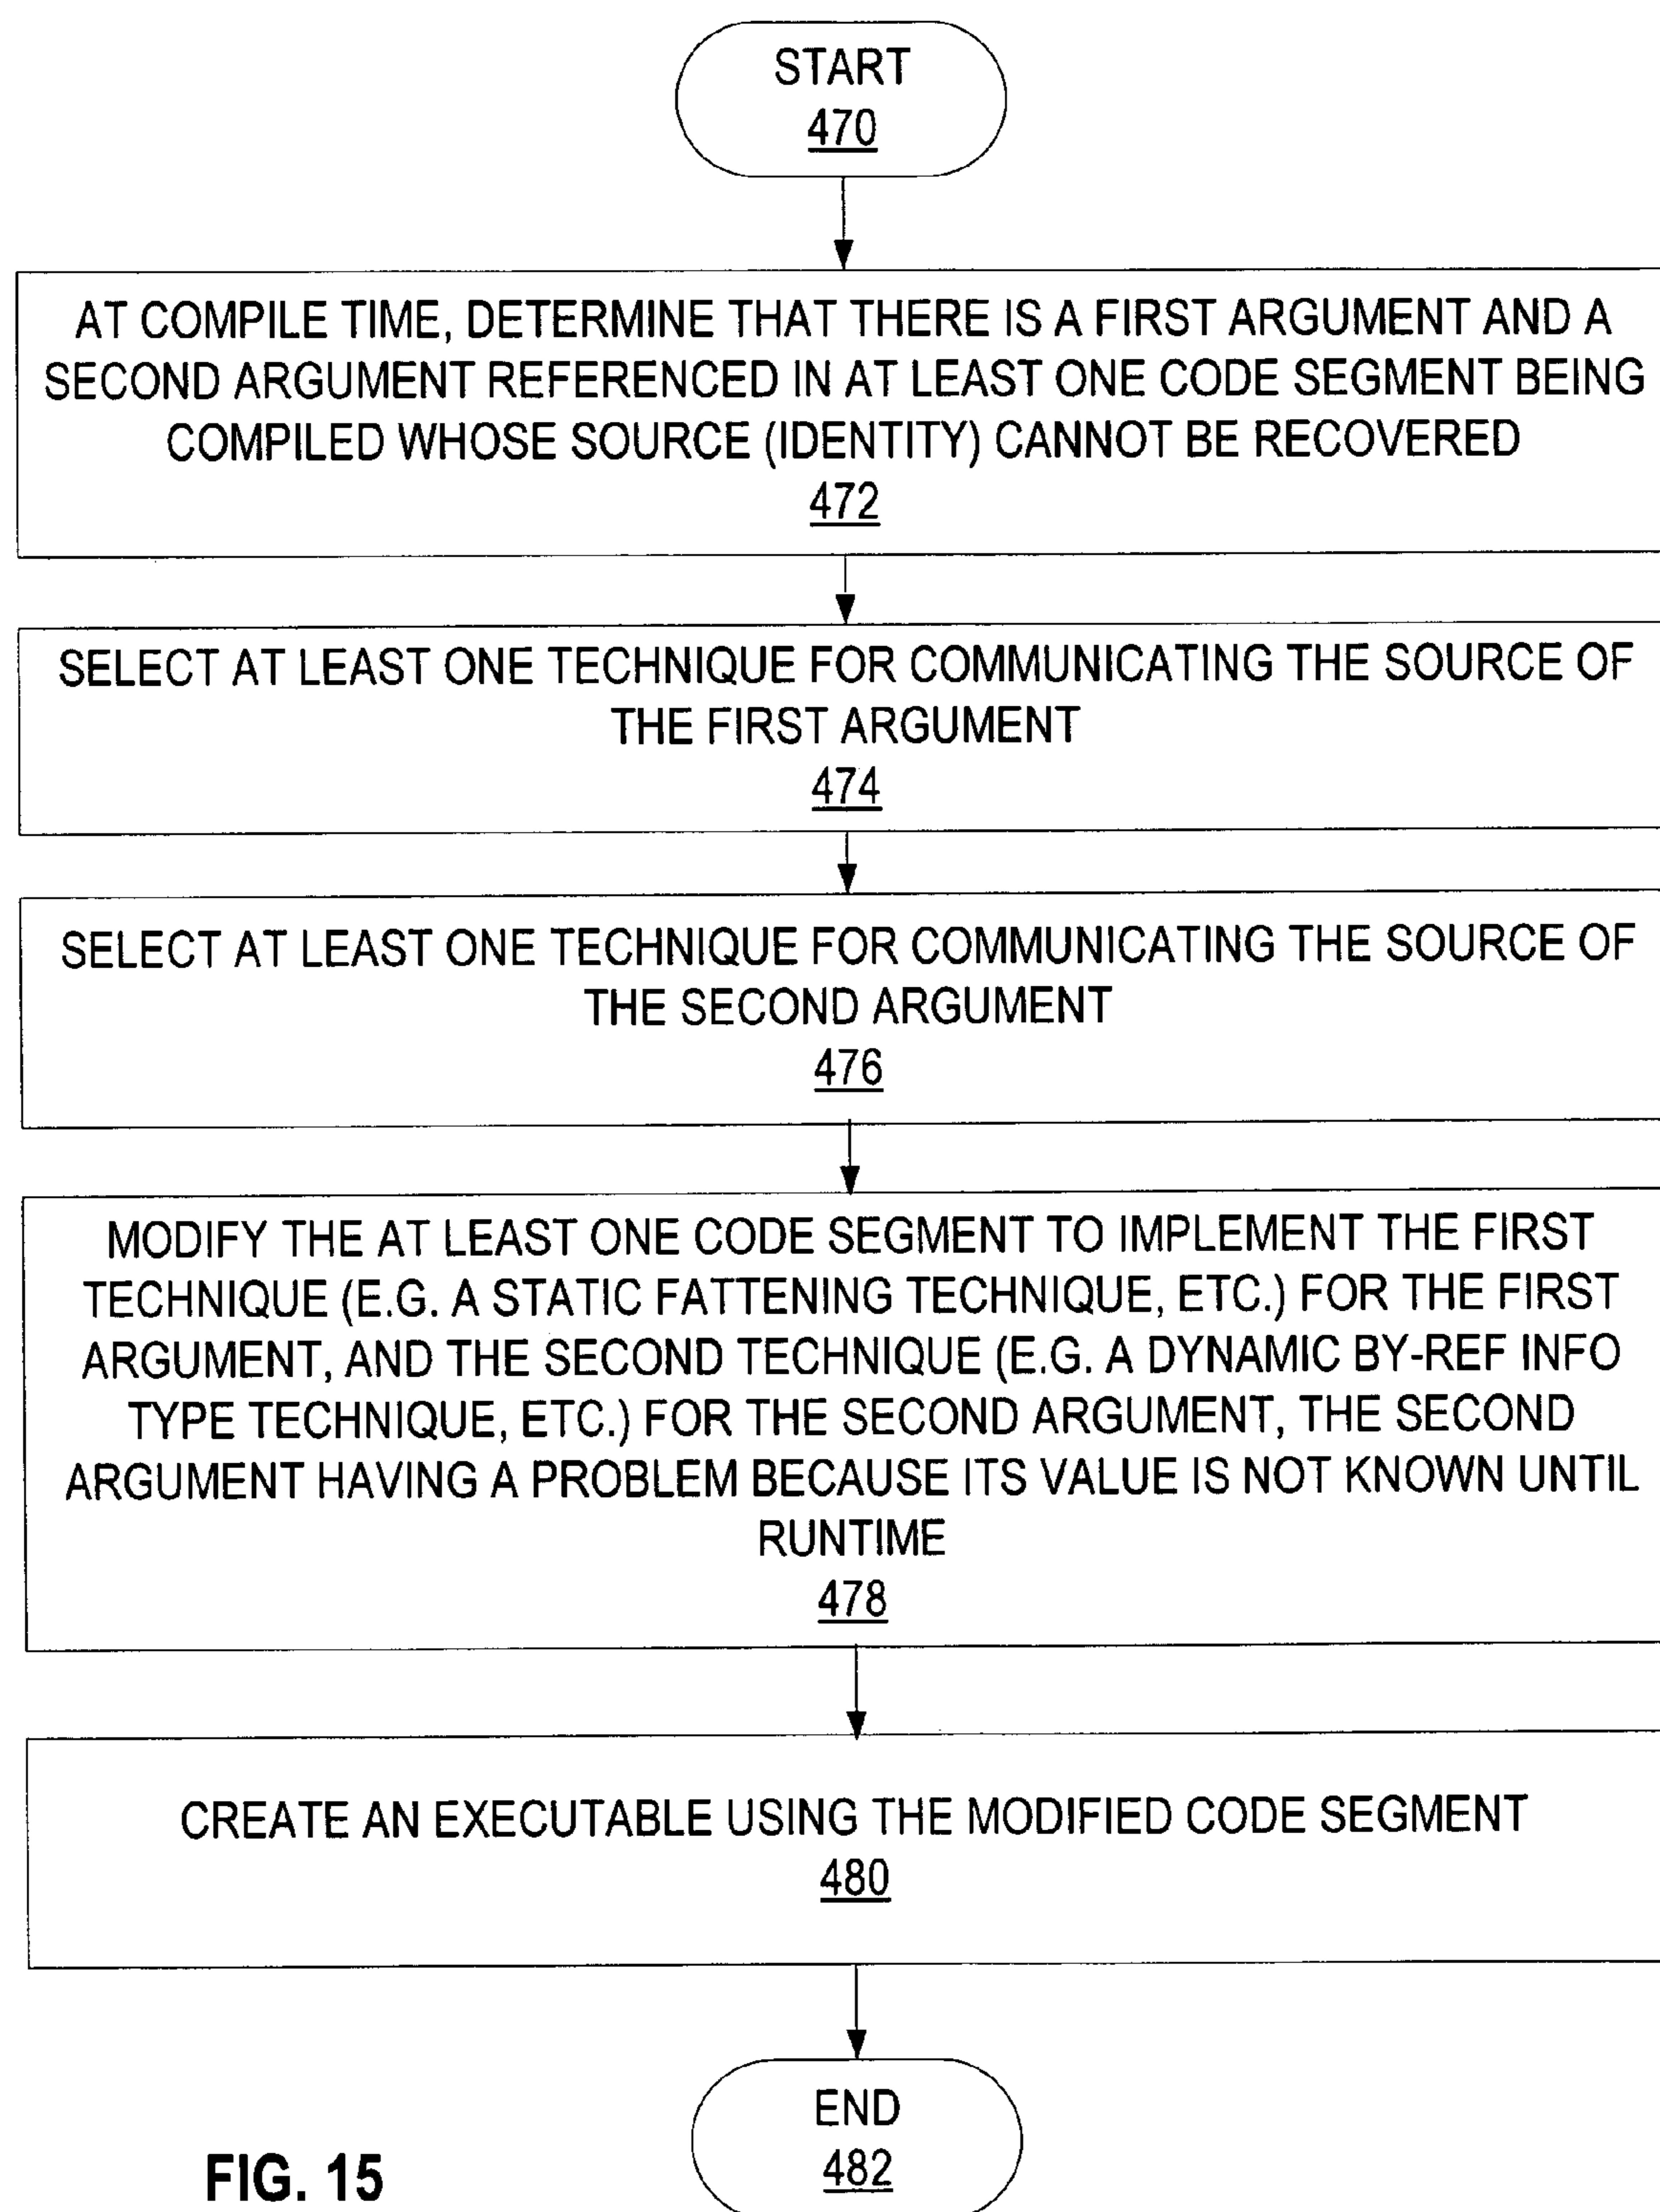 START
470
AT COMPILE TIME, DETERMINE THAT THERE IS A FIRST ARGUMENT AND A
SECOND ARGUMENT REFERENCED IN AT LEAST ONE CODE SEGMENT BEING
COMPILED WHOSE SOURCE (IDENTITY) CANNOT BE RECOVERED
472
SELECT AT LEAST ONE TECHNIQUE FOR COMMUNICATING THE SOURCE OF
THE FIRST ARGUMENT
474
SELECT AT LEAST ONE TECHNIQUE FOR COMMUNICATING THE SOURCE OF
THE SECOND ARGUMENT
476
MODIFY THE AT LEAST ONE CODE SEGMENT TO IMPLEMENT THE FIRST
TECHNIQUE (E.G. A STATIC FATTENING TECHNIQUE, ETC.) FOR THE FIRST
ARGUMENT, AND THE SECOND TECHNIQUE (E.G. A DYNAMIC BY-REF INFO
TYPE TECHNIQUE, ETC.) FOR THE SECOND ARGUMENT, THE SECOND
ARGUMENT HAVING A PROBLEM BECAUSE ITS VALUE IS NOT KNOWN UNTIL
RUNTIME
478
CREATE AN EXECUTABLE USING THE MODIFIED CODE SEGMENT
480
END
482
FIG. 15